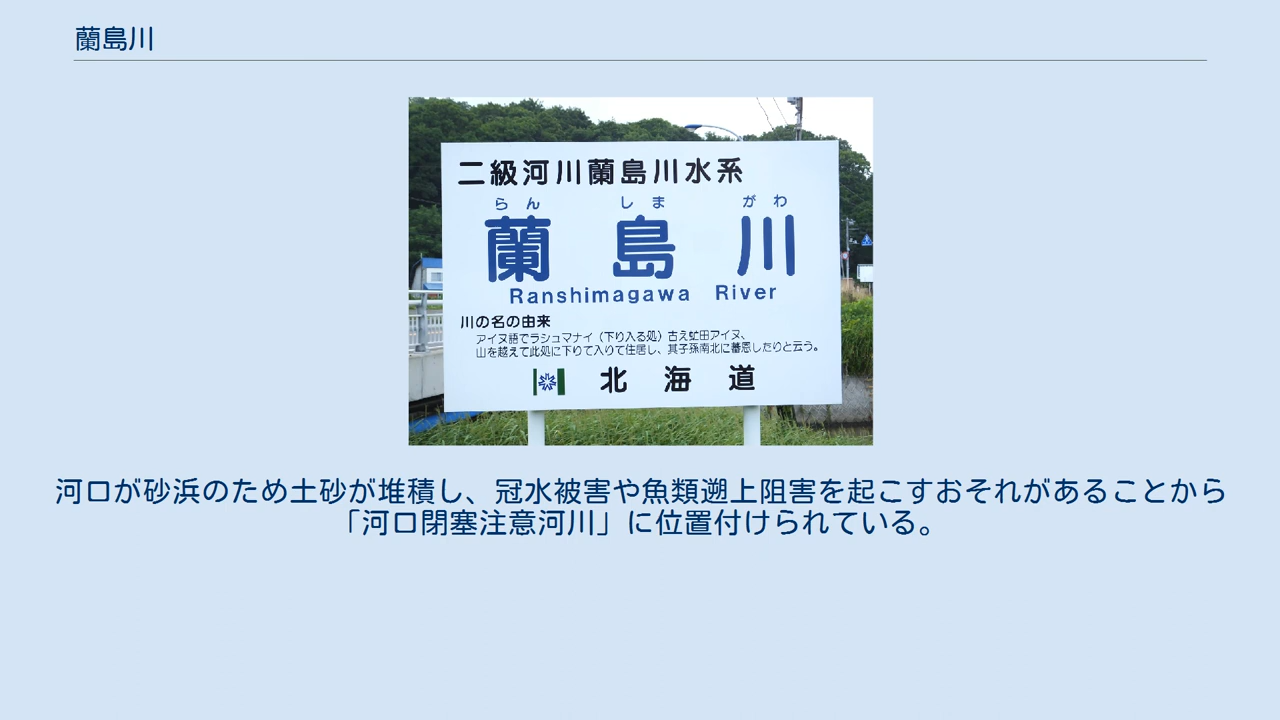 蘭島川
二級河川蘭島川水系
らん しま がわ
蘭島川
Ranshimagawa River
川の名の由来
アイヌ語でラシュマナイ（下り入る処）古え虻田アイヌ、
山を越えて此処に下りて入りて住居し、其子孫南北に蕃息したりと云う。
北海道
河口が砂浜のため土砂が堆積し、冠水被害や魚類遡上阻害を起こすおそれがあることから
「河口閉塞注意河川」に位置付けられている。